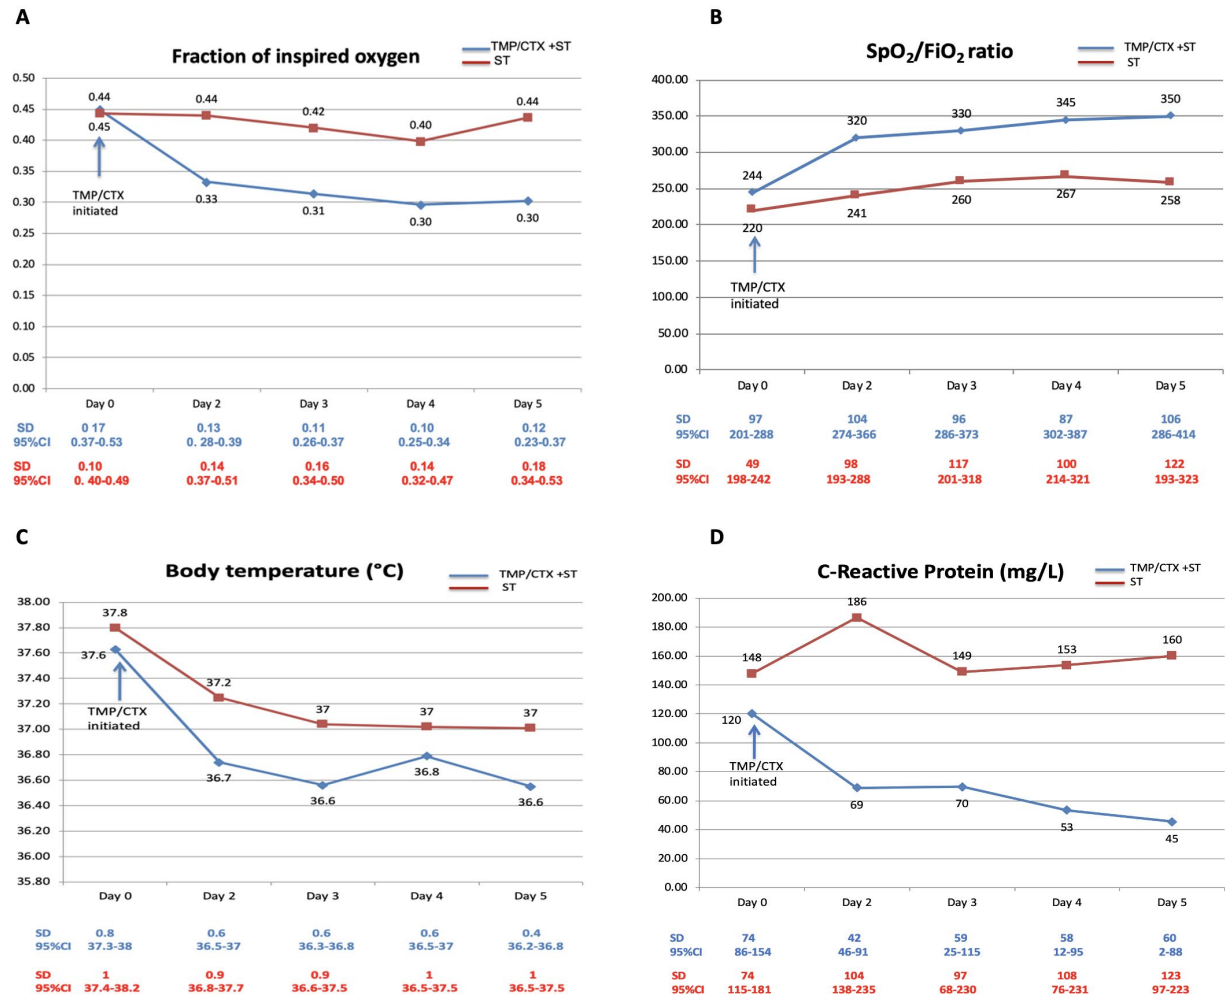 A
Fraction of inspired oxygen
TMP/CTX +ST
ST
0.50
0.45
0.40
0.35
0.30
0.25
0.20
0.15
0.10
0.05
0.00
0.44
0.45
0.44
0.42
0.40
0.44
0.33
0.31
0.30
0.30
TMP/CTX
initiated
Day 0 Day 2 Day 3 Day 4 Day 5
SD 0 17 0.13 0.11 0.10 0.12
95%CI 0.37-0.53 0. 28-0.39 0.26-0.37 0.25-0.34 0.23-0.37
SD 0.10 0.14 0.16 0.14 0.18
95%CI 0. 40-0.49 0.37-0.51 0.34-0.50 0.32-0.47 0.34-0.53
B
SpO₂/FiO₂ ratio
TMP/CTX +ST
ST
400.00
350.00
300.00
250.00
200.00
150.00
100.00
50.00
0.00
244
320
330
345
350
220
241
260
267
258
TMP/CTX
initiated
Day 0 Day 2 Day 3 Day 4 Day 5
SD 97 104 96 87 106
95%CI 201-288 274-366 286-373 302-387 286-414
SD 49 98 117 100 122
95%CI 198-242 193-288 201-318 214-321 193-323
C
Body temperature (°C)
TMP/CTX +ST
ST
38.00
37.80
37.60
37.40
37.20
37.00
36.80
36.60
36.40
36.20
36.00
35.80
37.8
37.2
37
37
37
37.6
36.7
36.6
36.8
36.6
TMP/CTX
initiated
Day 0 Day 2 Day 3 Day 4 Day 5
SD 0.8 0.6 0.6 0.6 0.4
95%CI 37.3-38 36.5-37 36.3-36.8 36.5-37 36.2-36.8
SD 1 0.9 0.9 1 1
95%CI 37.4-38.2 36.8-37.7 36.6-37.5 36.5-37.5 36.5-37.5
D
C-Reactive Protein (mg/L)
TMP/CTX +ST
ST
200.00
180.00
160.00
140.00
120.00
100.00
80.00
60.00
40.00
20.00
0.00
148
186
149
153
160
120
69
70
53
45
TMP/CTX
initiated
Day 0 Day 2 Day 3 Day 4 Day 5
SD 74 42 59 58 60
95%CI 86-154 46-91 25-115 12-95 2-88
SD 74 104 97 108 123
95%CI 115-181 138-235 68-230 76-231 97-223